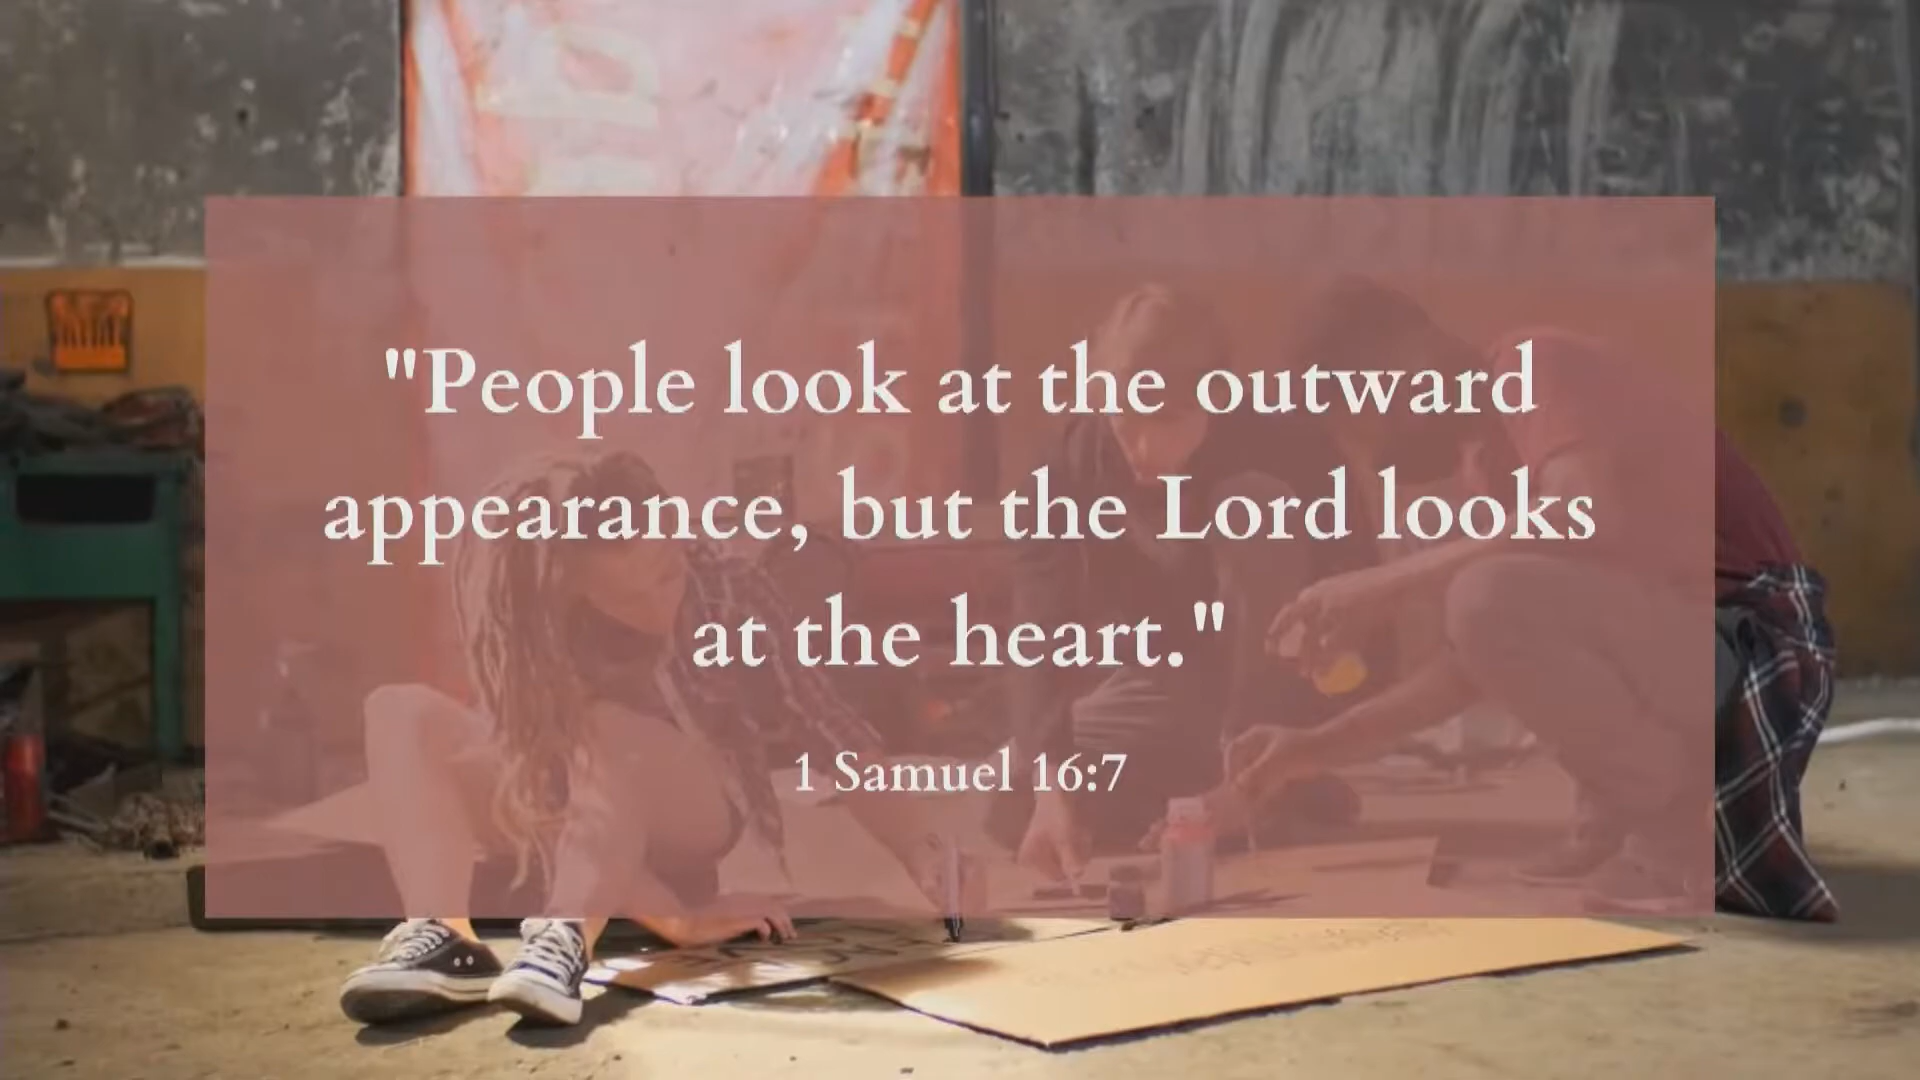 "People look at the outward
appearance, but the Lord looks
at the heart."
1 Samuel 16:7